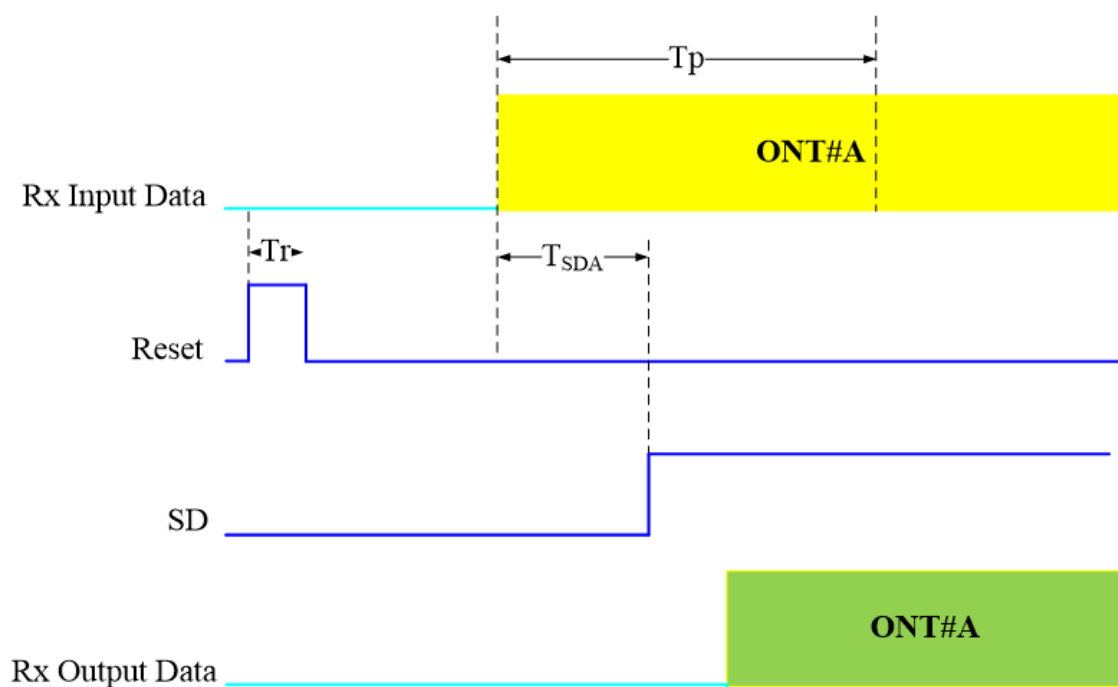 Tp
ONT#A
Rx Input Data
Tr
TSDA
Reset
SD
ONT#A
Rx Output Data